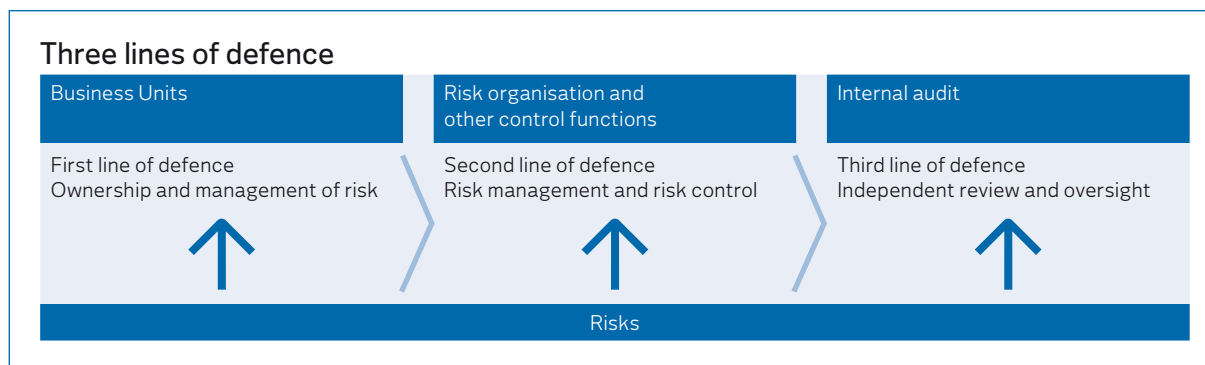 Three lines of defence
Business Units
First line of defence
Ownership and management of risk
Risk organisation and
other control functions
Second line of defence
Risk management and risk control
Internal audit
Third line of defence
Independent review and oversight
Risks